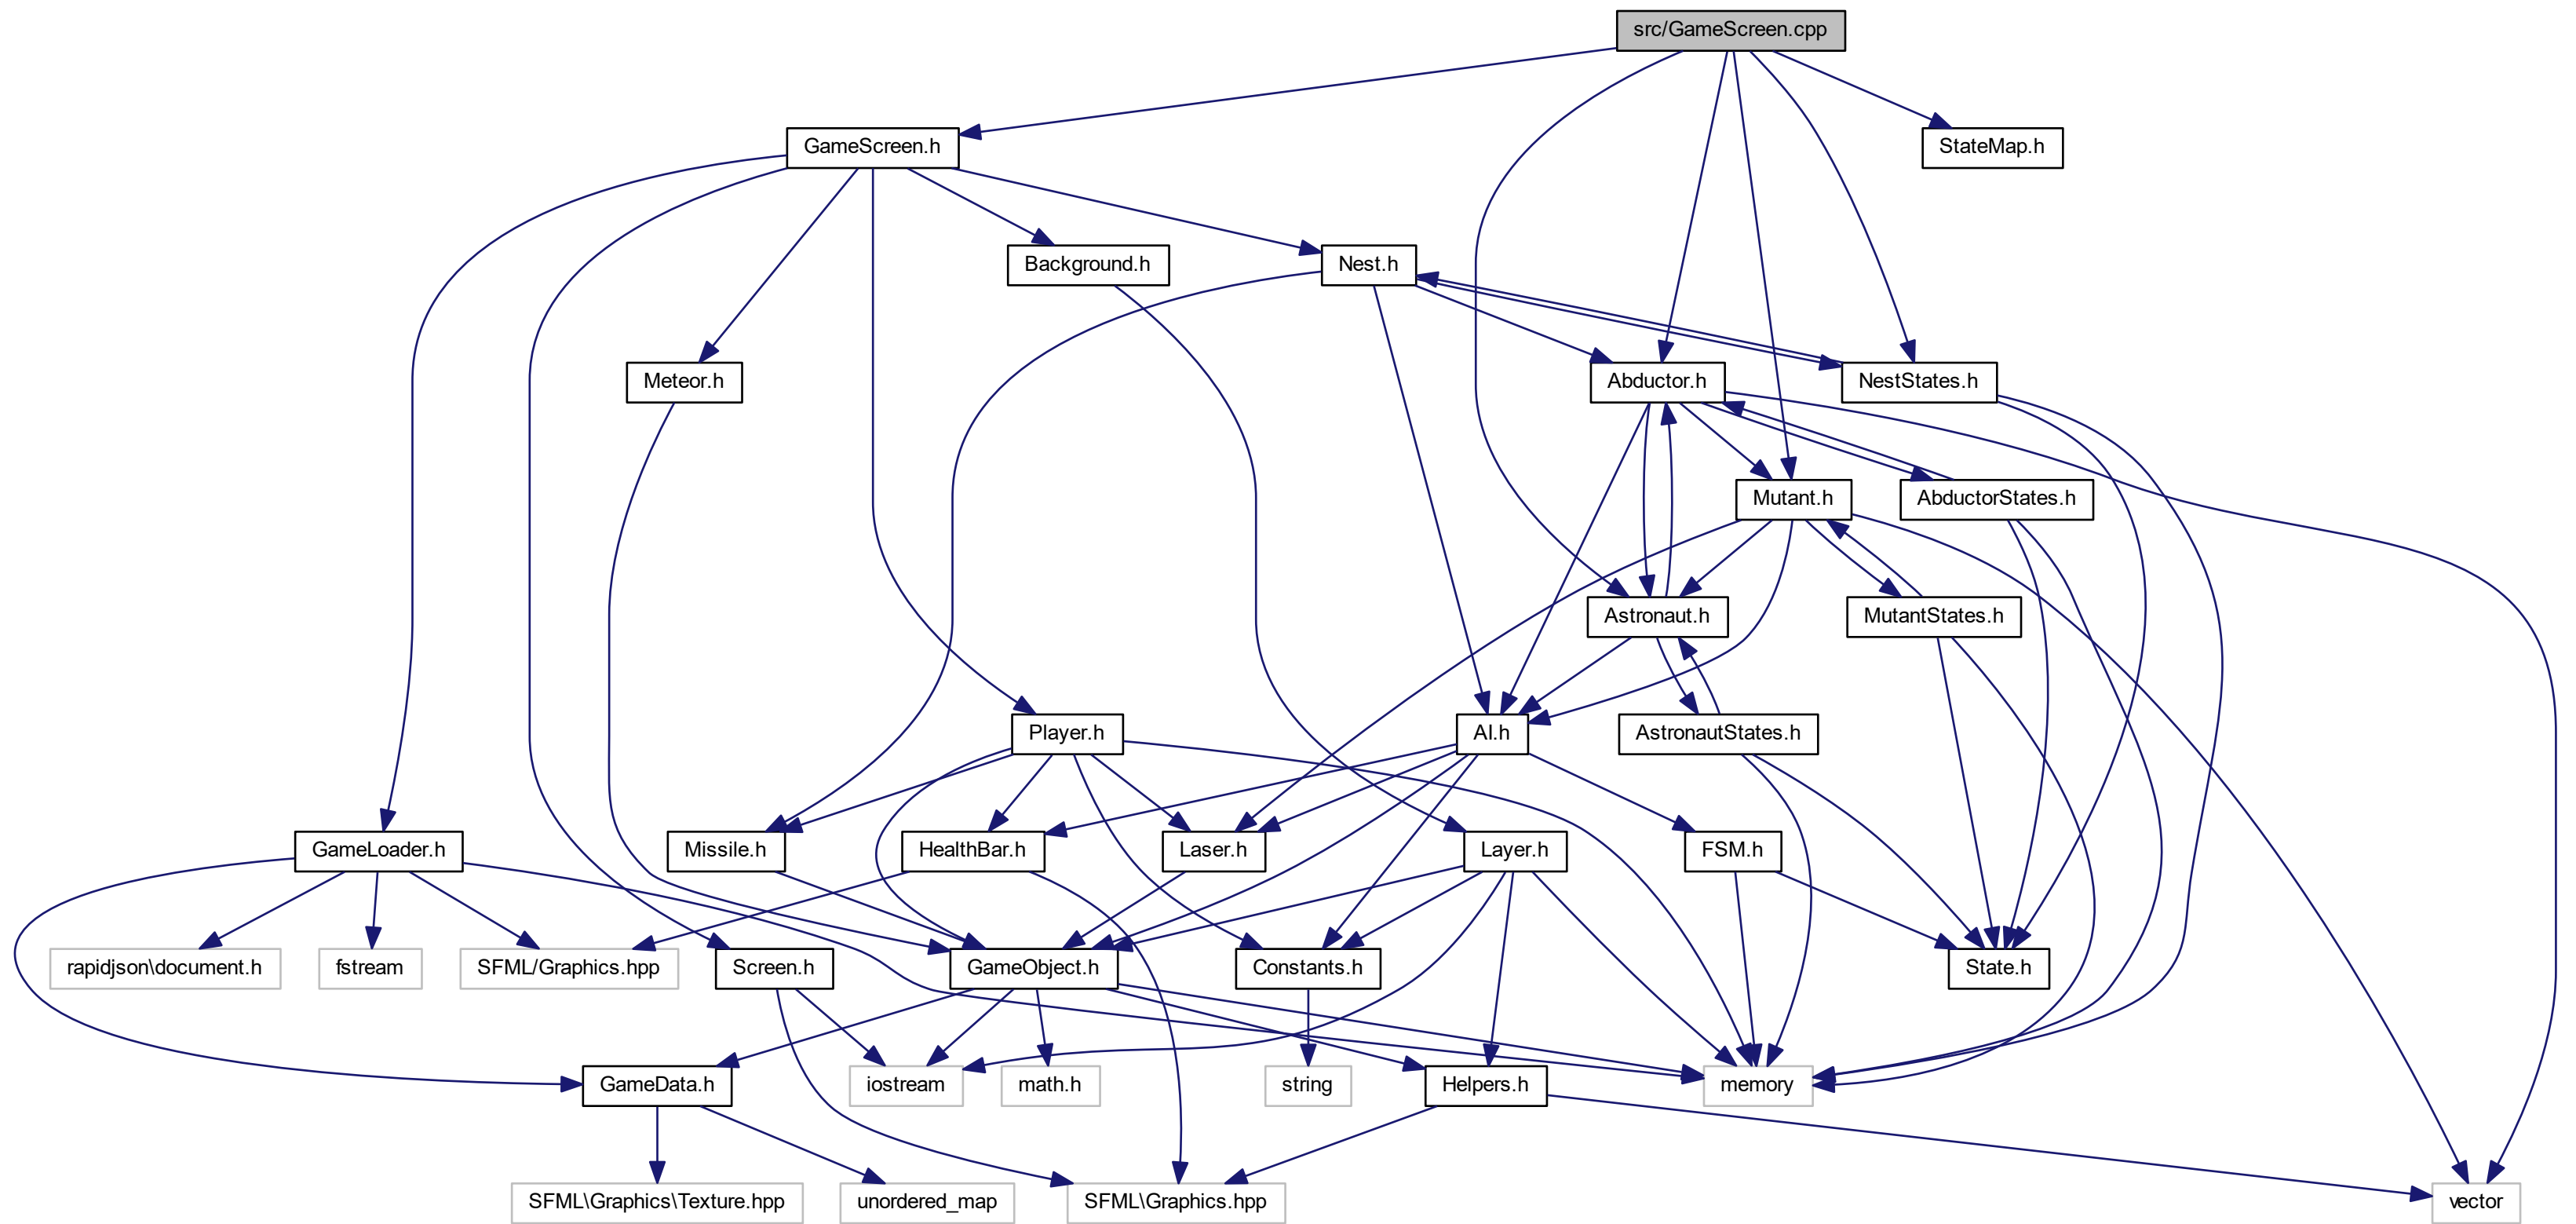 src/GameScreen.cpp
GameScreen.h
StateMap.h
Background.h
Nest.h
Meteor.h
Abductor.h
NestStates.h
Mutant.h
AbductorStates.h
Astronaut.h
MutantStates.h
Player.h
AI.h
AstronautStates.h
GameLoader.h
Missile.h
HealthBar.h
Laser.h
Layer.h
FSM.h
rapidjson\document.h
fstream
SFML/Graphics.hpp
Screen.h
GameObject.h
Constants.h
State.h
GameData.h
iostream
math.h
string
Helpers.h
memory
SFML\Graphics\Texture.hpp
unordered_map
SFML\Graphics.hpp
vector